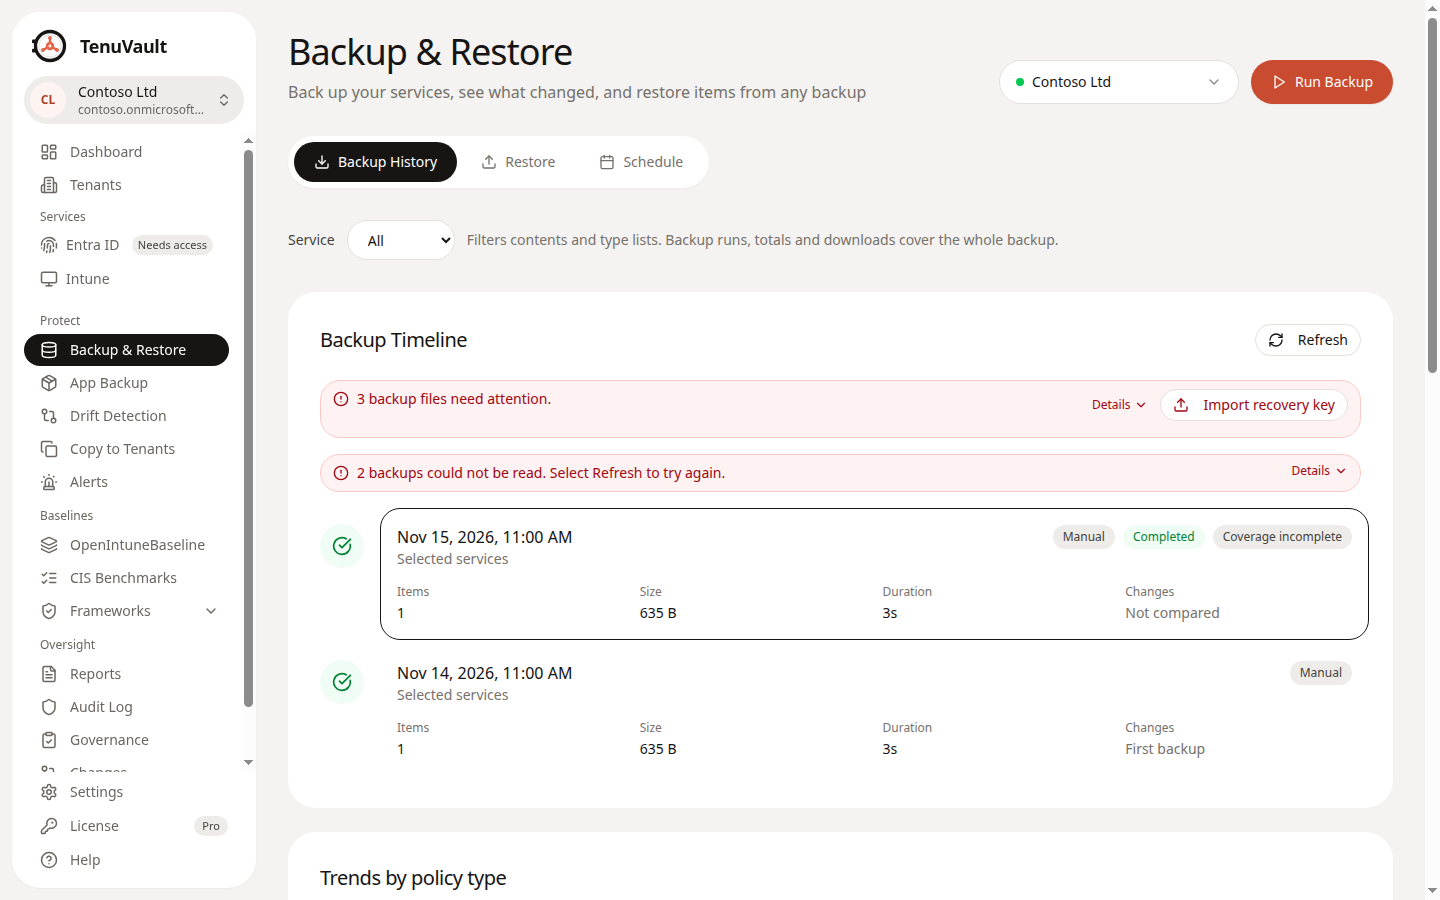 TenuVault
CL
Contoso Ltd
contoso.onmicrosoft...
Dashboard
Tenants
Services
Entra ID
Needs access
Intune
Protect
Backup & Restore
App Backup
Drift Detection
Copy to Tenants
Alerts
Baselines
OpenIntuneBaseline
CIS Benchmarks
Frameworks
Oversight
Reports
Audit Log
Governance
Changes
Settings
License
Pro
Help
Backup & Restore
Back up your services, see what changed, and restore items from any backup
Contoso Ltd
Run Backup
Backup History
Restore
Schedule
Service
All
Filters contents and type lists. Backup runs, totals and downloads cover the whole backup.
Backup Timeline
Refresh
3 backup files need attention.
Details
Import recovery key
2 backups could not be read. Select Refresh to try again.
Details
Nov 15, 2026, 11:00 AM
Manual
Completed
Coverage incomplete
Selected services
Items
Size
Duration
Changes
1
635 B
3s
Not compared
Nov 14, 2026, 11:00 AM
Manual
Selected services
Items
Size
Duration
Changes
1
635 B
3s
First backup
Trends by policy type